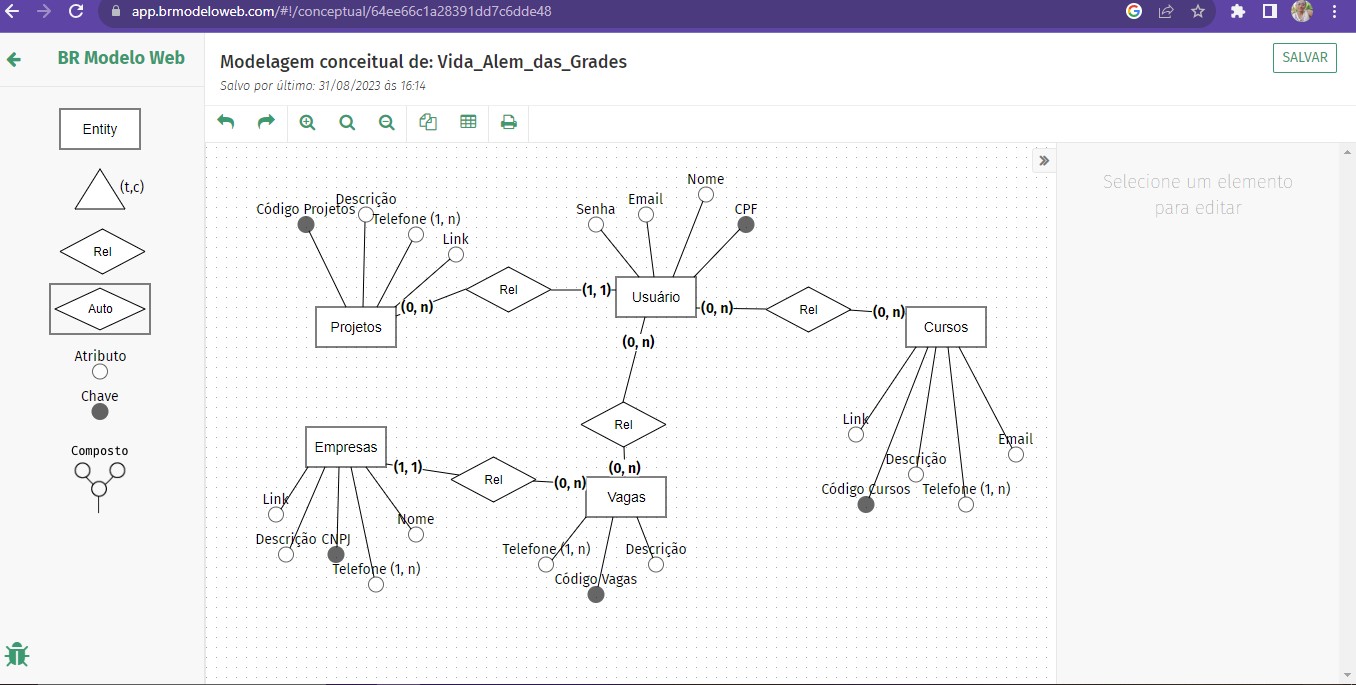 app.brmodeloweb.com/#!/conceptual/64ee66c1a28391dd7c6dde48
BR Modelo Web
Modelagem conceitual de: Vida_Alem_das_Grades
SALVAR
Salvo por último: 31/08/2023 às 16:14
Entity
(t,c)
Rel
Auto
Atributo
Chave
Composto
Selecione um elemento
para editar
Código Projetos
Descrição
Telefone (1, n)
Link
Projetos
(0, n)
Rel
(1, 1)
Senha
Email
Nome
CPF
Usuário
(0, n)
Rel
(0, n)
Cursos
Link
Código Cursos
Descrição
Telefone (1, n)
Email
(0, n)
Rel
(0, n)
Vagas
Telefone (1, n)
Código Vagas
Descrição
Empresas
(1, 1)
Rel
(0, n)
Link
Descrição
CNPJ
Telefone (1, n)
Nome